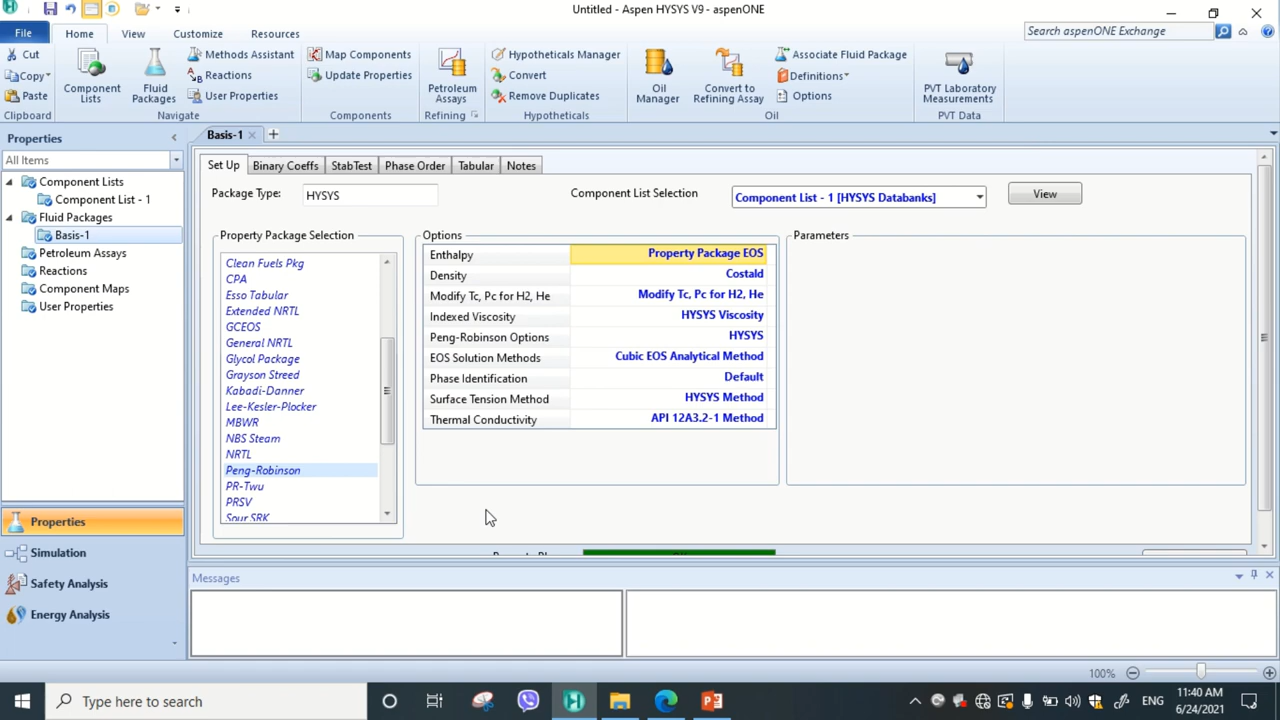 Untitled - Aspen HYSYS V9 - aspenONE
File
Home
View
Customize
Resources
Search aspenONE Exchange
Cut
Copy
Paste
Clipboard
Component Lists
Fluid Packages
Methods Assistant
Reactions
User Properties
Navigate
Map Components
Update Properties
Components
Petroleum Assays
Refining
Hypotheticals Manager
Convert
Remove Duplicates
Hypotheticals
Oil Manager
Convert to Refining Assay
Associate Fluid Package
Definitions
Options
Oil
PVT Laboratory Measurements
PVT Data
Properties
All Items
Component Lists
Component List - 1
Fluid Packages
Basis-1
Petroleum Assays
Reactions
Component Maps
User Properties
Properties
Simulation
Safety Analysis
Energy Analysis
Basis-1
Set Up
Binary Coeffs
StabTest
Phase Order
Tabular
Notes
Package Type:
HYSYS
Component List Selection
Component List - 1 [HYSYS Databanks]
View
Property Package Selection
Clean Fuels Pkg
CPA
Esso Tabular
Extended NRTL
GCEOS
General NRTL
Glycol Package
Grayson Streed
Kabadi-Danner
Lee-Kesler-Plocker
MBWR
NBS Steam
NRTL
Peng-Robinson
PR-Twu
PRSV
Sour SRK
Options
Enthalpy Property Package EOS
Density Costald
Modify Tc, Pc for H2, He Modify Tc, Pc for H2, He
Indexed Viscosity HYSYS Viscosity
Peng-Robinson Options HYSYS
EOS Solution Methods Cubic EOS Analytical Method
Phase Identification Default
Surface Tension Method HYSYS Method
Thermal Conductivity API 12A3.2-1 Method
Parameters
Messages
100%
Type here to search
ENG
11:40 AM
6/24/2021